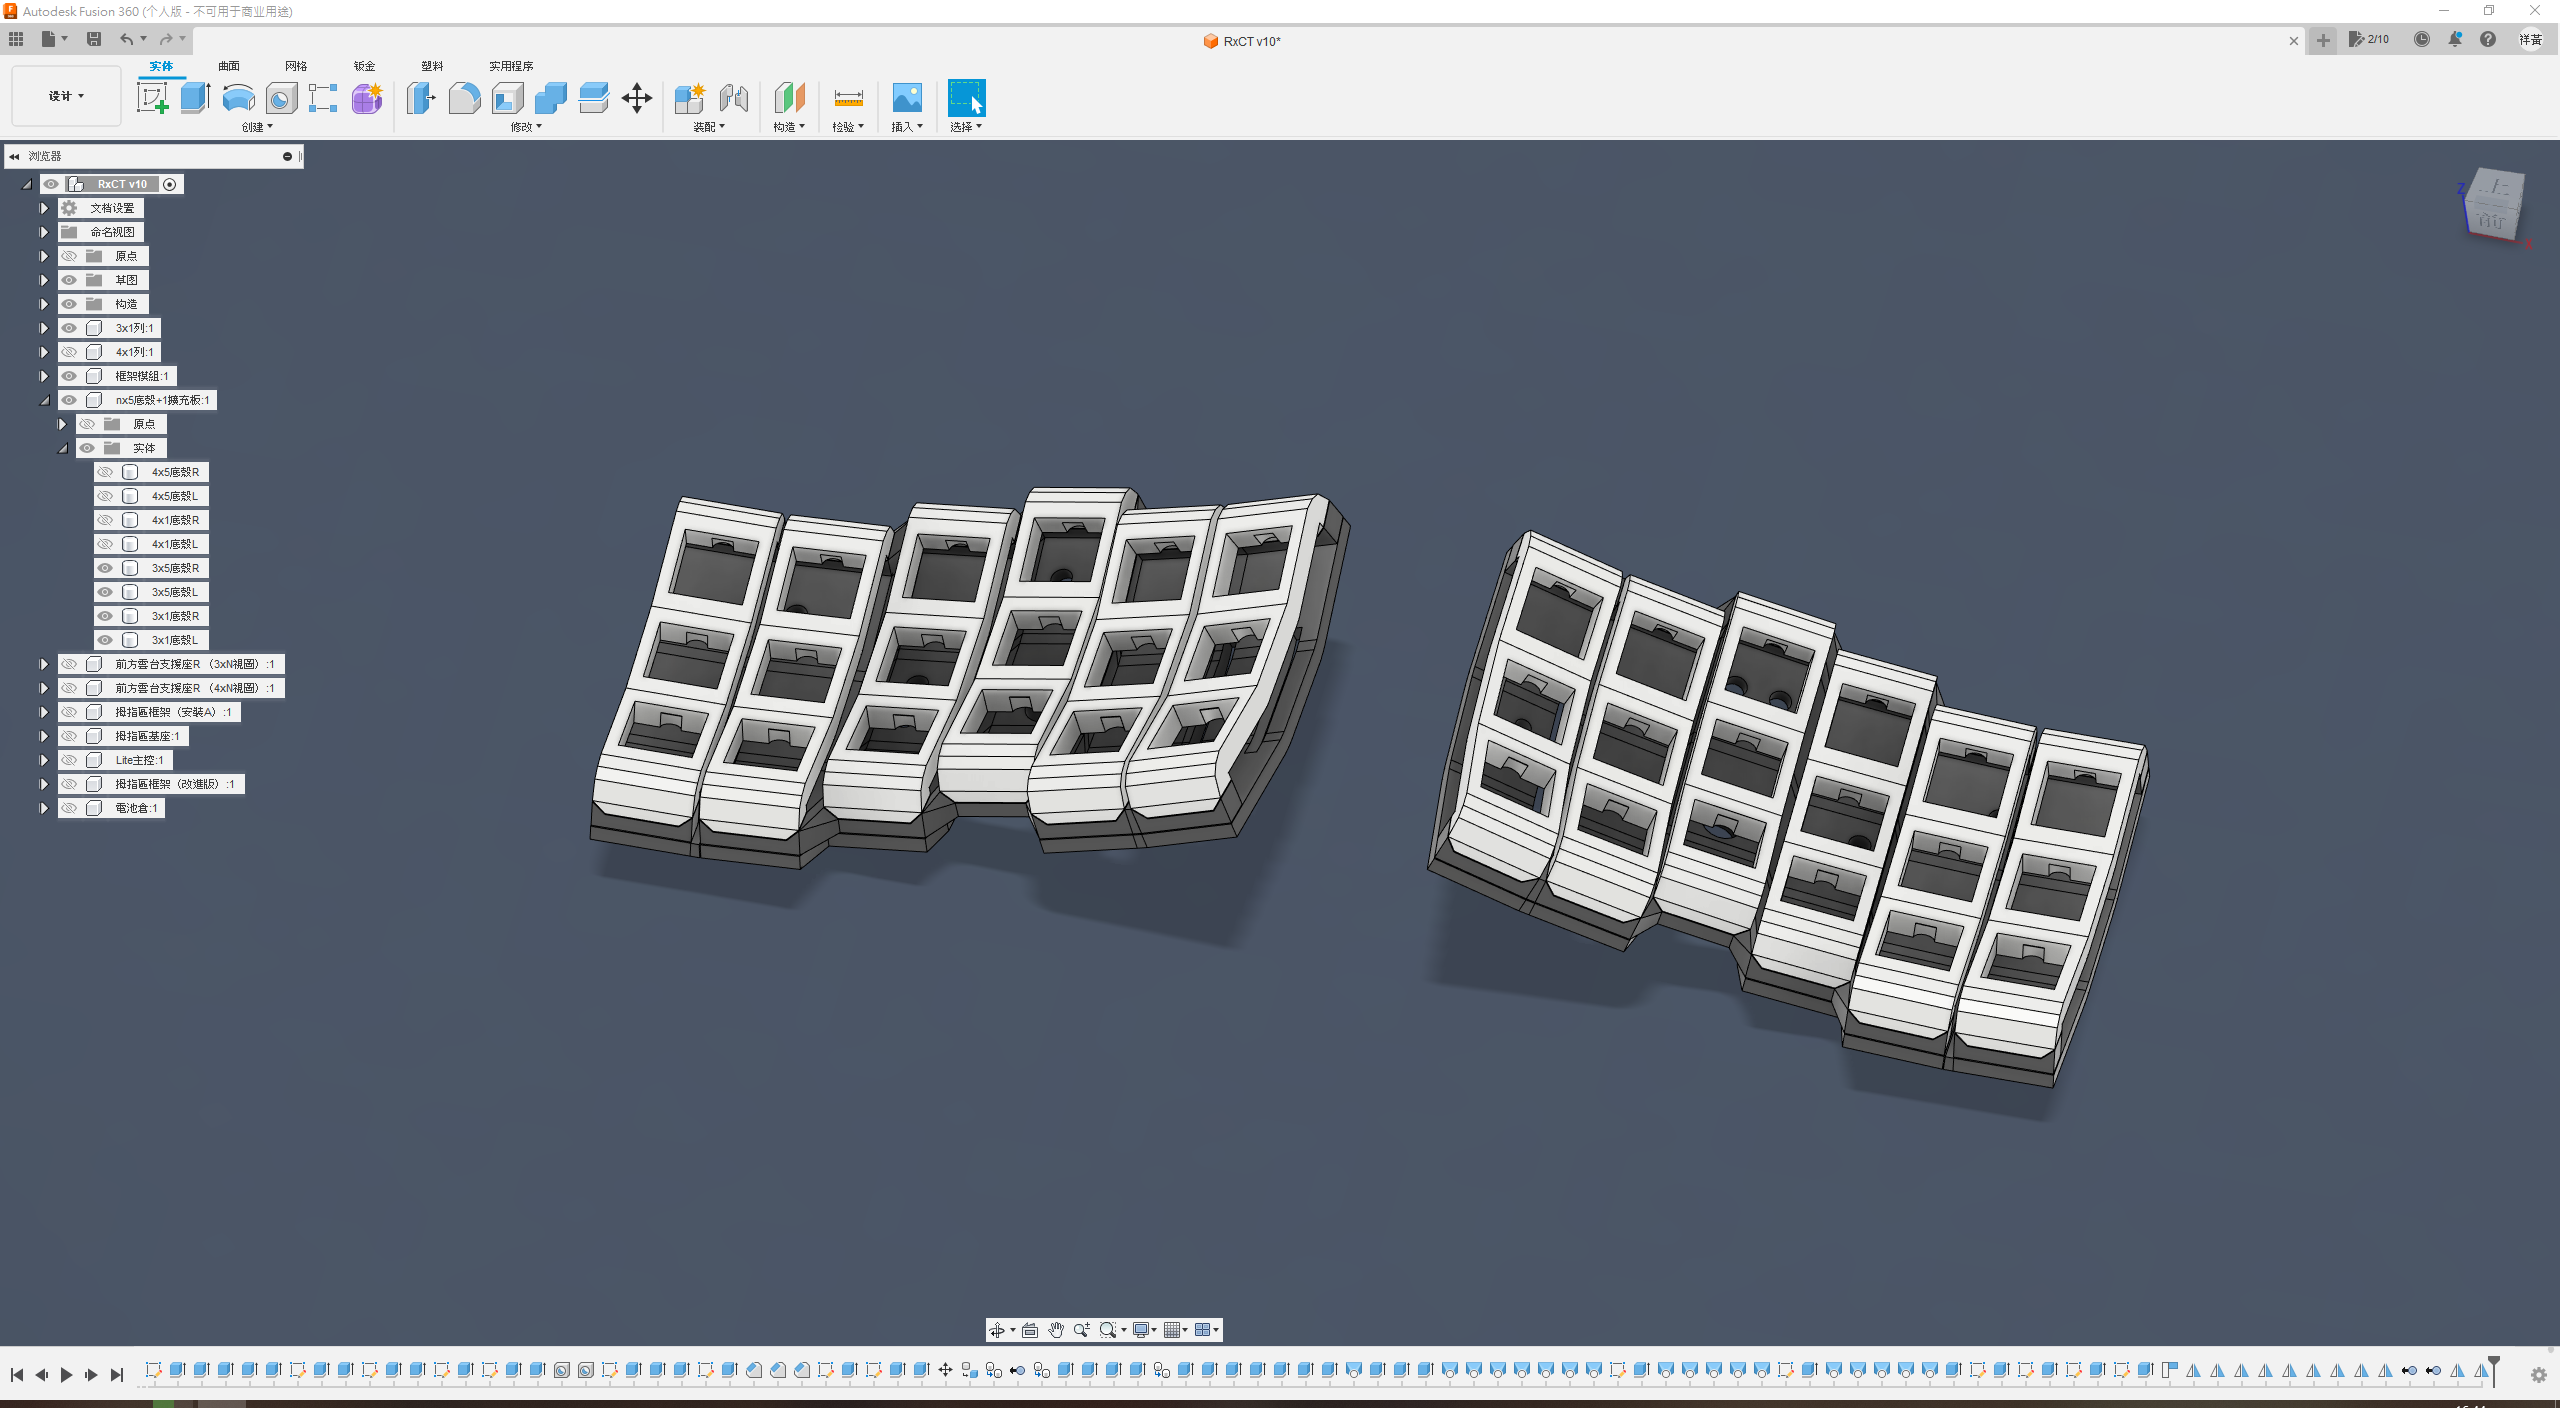 Autodesk Fusion 360 (个人版 - 不可用于商业用途)
RxCT v10*
2/10
祥黃
实体 曲面 网格 钣金 塑料 实用程序
设计
创建 修改 装配 构造 检验 插入 选择
浏览器
RxCT v10
文档设置
命名视图
原点
草图
构造
3x1列:1
4x1列:1
框架模組:1
nx5底殼+1擴充板:1
原点
实体
4x5底殼R
4x5底殼L
4x1底殼R
4x1底殼L
3x5底殼R
3x5底殼L
3x1底殼R
3x1底殼L
前方雲台支援座R（3xN視圖）:1
前方雲台支援座R（4xN視圖）:1
拇指區框架（安裝A）:1
拇指區基座:1
Lite主控:1
拇指區框架（改進版）:1
電池倉:1
上
前
Z
X